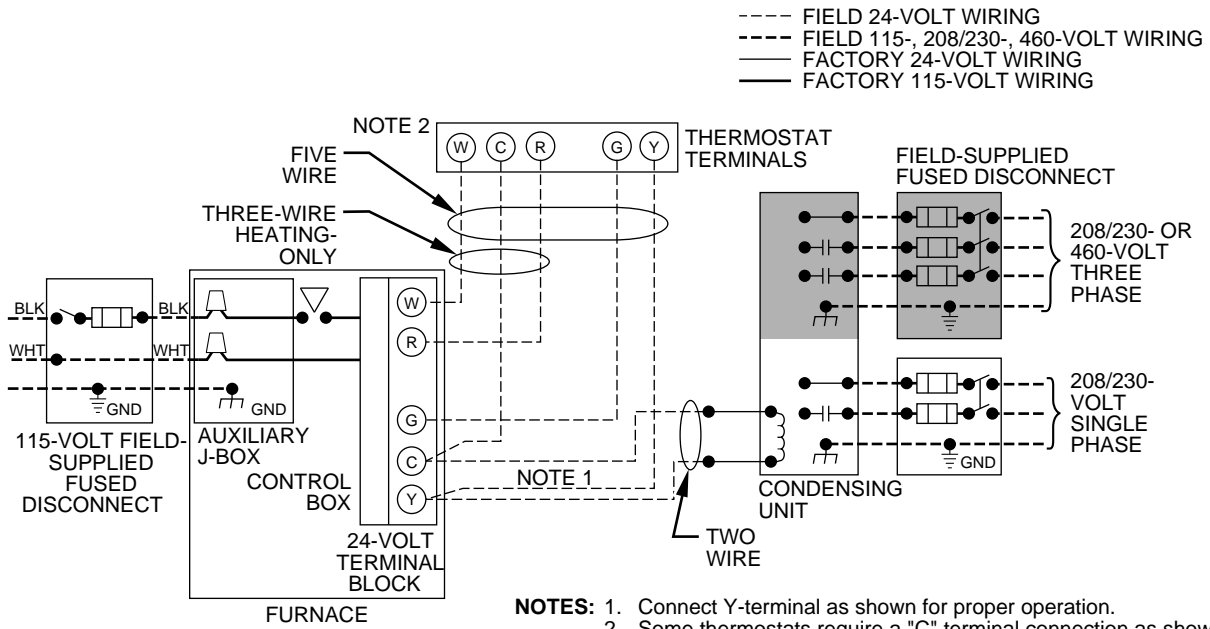 FIELD 24-VOLT WIRING
FIELD 115-, 208/230-, 460-VOLT WIRING
FACTORY 24-VOLT WIRING
FACTORY 115-VOLT WIRING
NOTE 2
W C R G Y
THERMOSTAT
TERMINALS
FIVE
WIRE
THREE-WIRE
HEATING-
ONLY
FIELD-SUPPLIED
FUSED DISCONNECT
208/230- OR
460-VOLT
THREE
PHASE
BLK
BLK
WHT
WHT
GND
GND
W
R
G
C
Y
NOTE 1
115-VOLT FIELD-
SUPPLIED
FUSED
DISCONNECT
AUXILIARY
J-BOX
CONTROL
BOX
24-VOLT
TERMINAL
BLOCK
FURNACE
TWO
WIRE
CONDENSING
UNIT
GND
208/230-
VOLT
SINGLE
PHASE
NOTES: 1. Connect Y-terminal as shown for proper operation.
2. Some thermostats require a "C" terminal connection as show